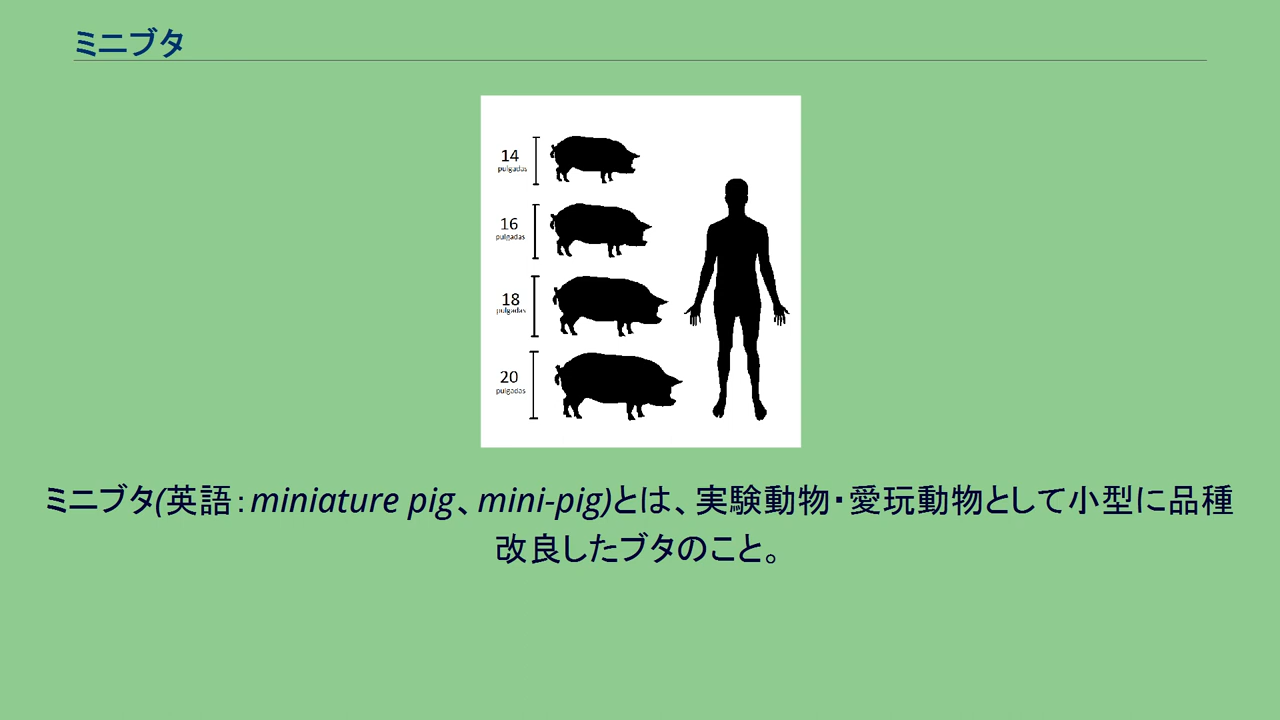 ミニブタ
14
pulgadas
16
pulgadas
18
pulgadas
20
pulgadas
ミニブタ(英語：miniature pig、mini-pig)とは、実験動物・愛玩動物として小型に品種
改良したブタのこと。